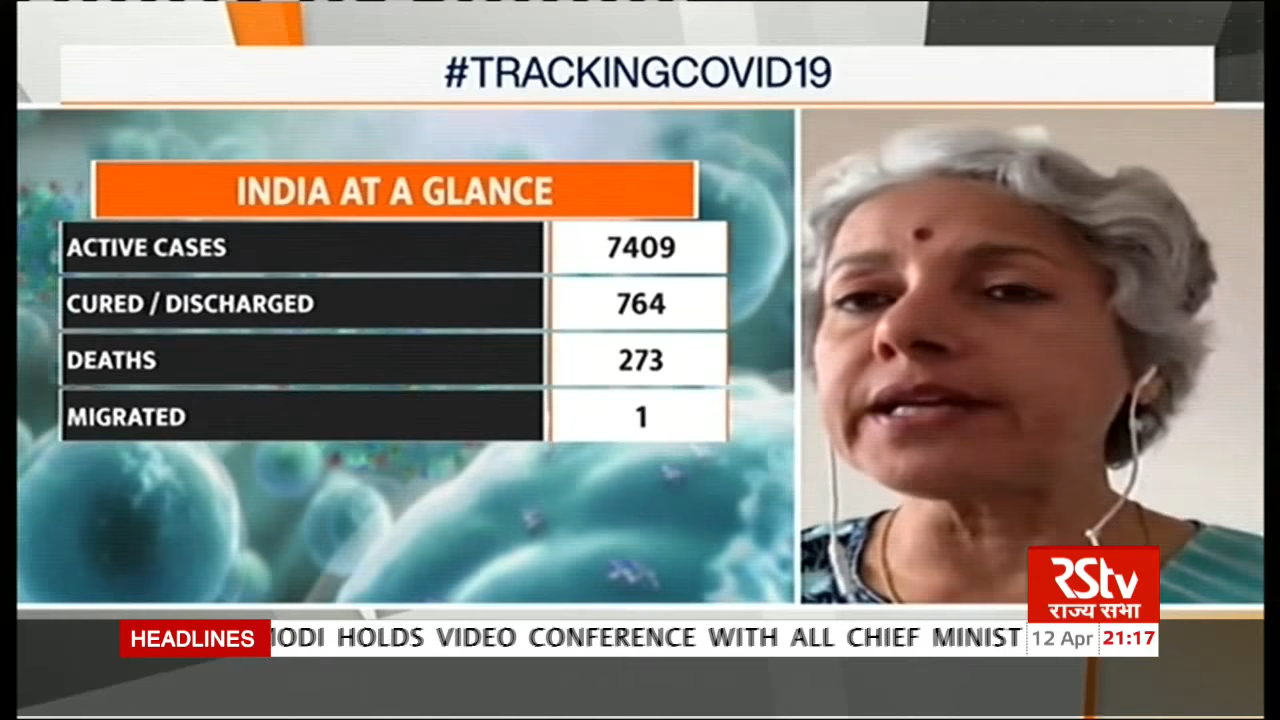 #TRACKINGCOVID19
INDIA AT A GLANCE
ACTIVE CASES 7409
CURED / DISCHARGED 764
DEATHS 273
MIGRATED 1
RStv
राज्य सभा
HEADLINES MODI HOLDS VIDEO CONFERENCE WITH ALL CHIEF MINIST 12 Apr 21:17